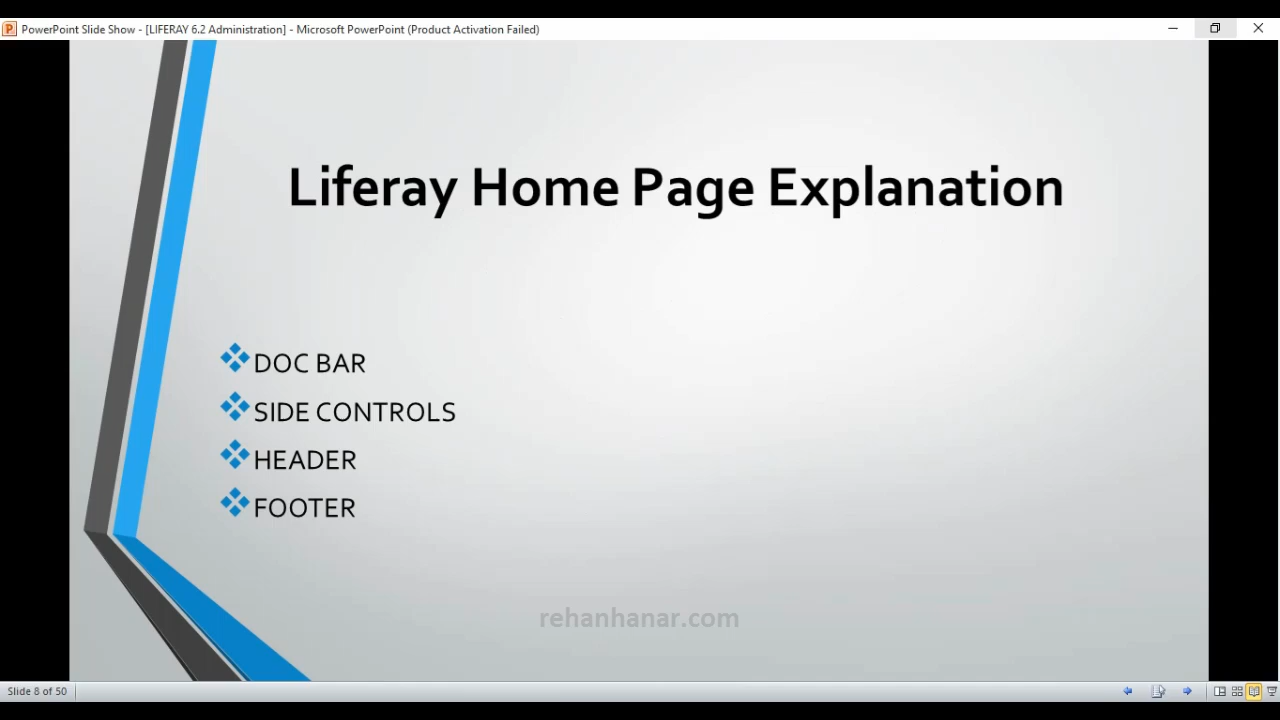 PowerPoint Slide Show - [LIFERAY 6.2 Administration] - Microsoft PowerPoint (Product Activation Failed)
Liferay Home Page Explanation
DOC BAR
SIDE CONTROLS
HEADER
FOOTER
rehanhanar.com
Slide 8 of 50